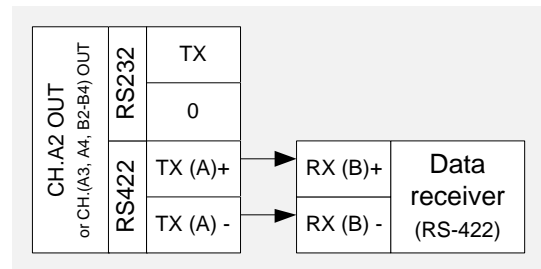 CH.A2 OUT
or CH.(A3, A4, B2-B4) OUT
RS232
TX
0
RS422
TX (A)+
TX (A) -
RX (B)+
RX (B) -
Data
receiver
(RS-422)